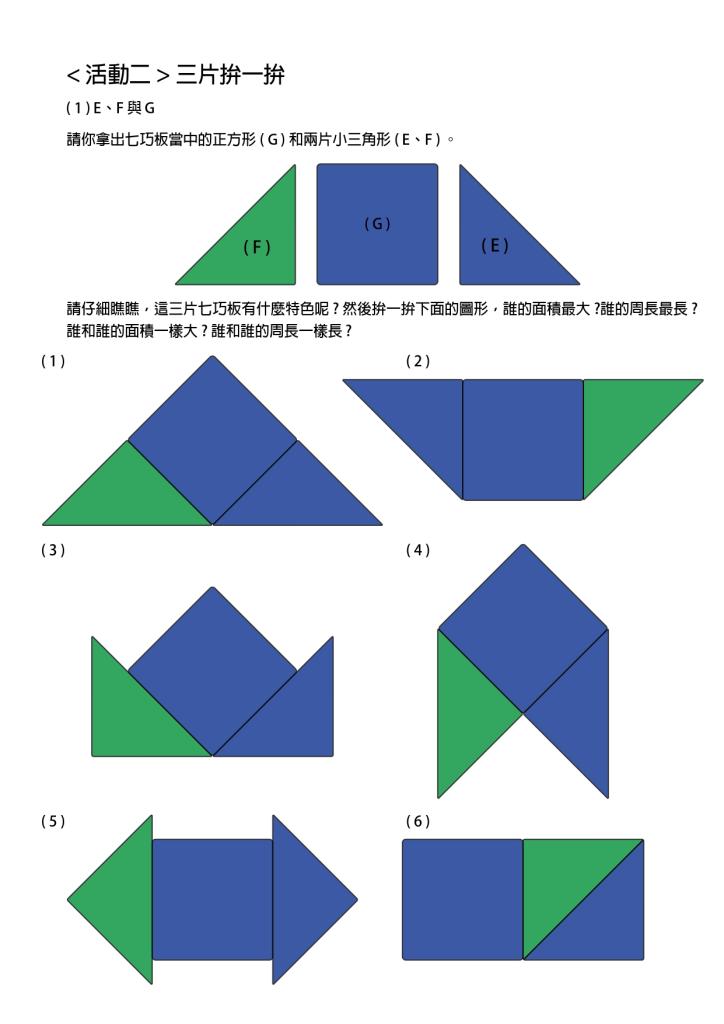 <活動二>三片拚一拚
(1)E、F與G
請你拿出七巧板當中的正方形(G)和兩片小三角形(E、F)。
(F)
(G)
(E)
請仔細瞧瞧，這三片七巧板有什麼特色呢?然後拚一拚下面的圖形，誰的面積最大?誰的周長最長?
誰和誰的面積一樣大?誰和誰的周長一樣長?
(1)
(2)
(3)
(4)
(5)
(6)